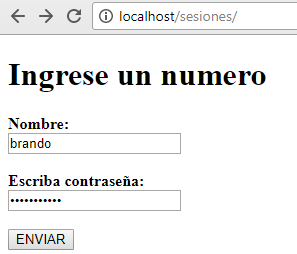 localhost/sesiones/
Ingrese un numero
Nombre:
brando
Escriba contraseña:
•••••••••••
ENVIAR